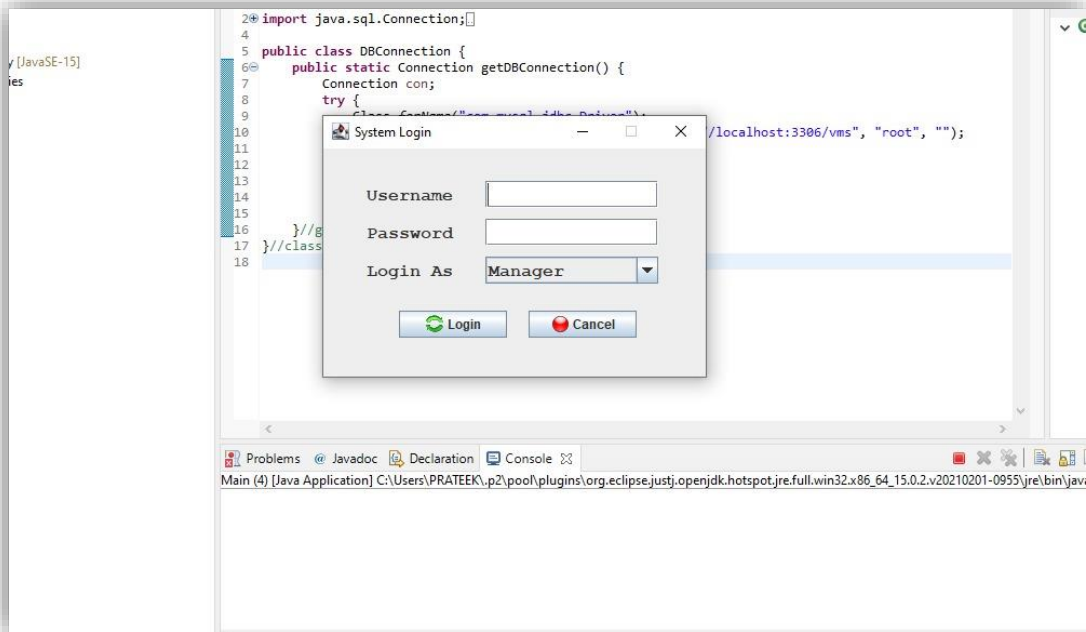 2 import java.sql.Connection;
4
5 public class DBConnection {
y [JavaSE-15]
6 public static Connection getDBConnection() {
ies
7 Connection con;
8 try {
9
10 /localhost:3306/vms", "root", "");
11
12
13
14
15
16 }//g
17 }//class
18
System Login
Username
Password
Login As Manager
Login Cancel
Problems @ Javadoc Declaration Console
Main (4) [Java Application] C:\Users\PRATEEK\.p2\pool\plugins\org.eclipse.justj.openjdk.hotspot.jre.full.win32.x86_64_15.0.2.v20210201-0955\jre\bin\java